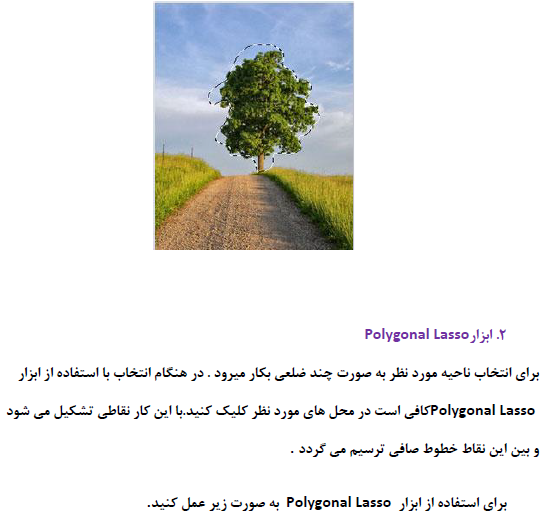 ۲. ابزار Polygonal Lasso
برای انتخاب ناحیه مورد نظر به صورت چند ضلعی بکار میرود . در هنگام انتخاب با استفاده از ابزار
Polygonal Lasso کافی است در محل های مورد نظر کلیک کنید.با این کار نقاطی تشکیل می شود
و بین این نقاط خطوط صافی ترسیم می گردد .
برای استفاده از ابزار Polygonal Lasso به صورت زیر عمل کنید.